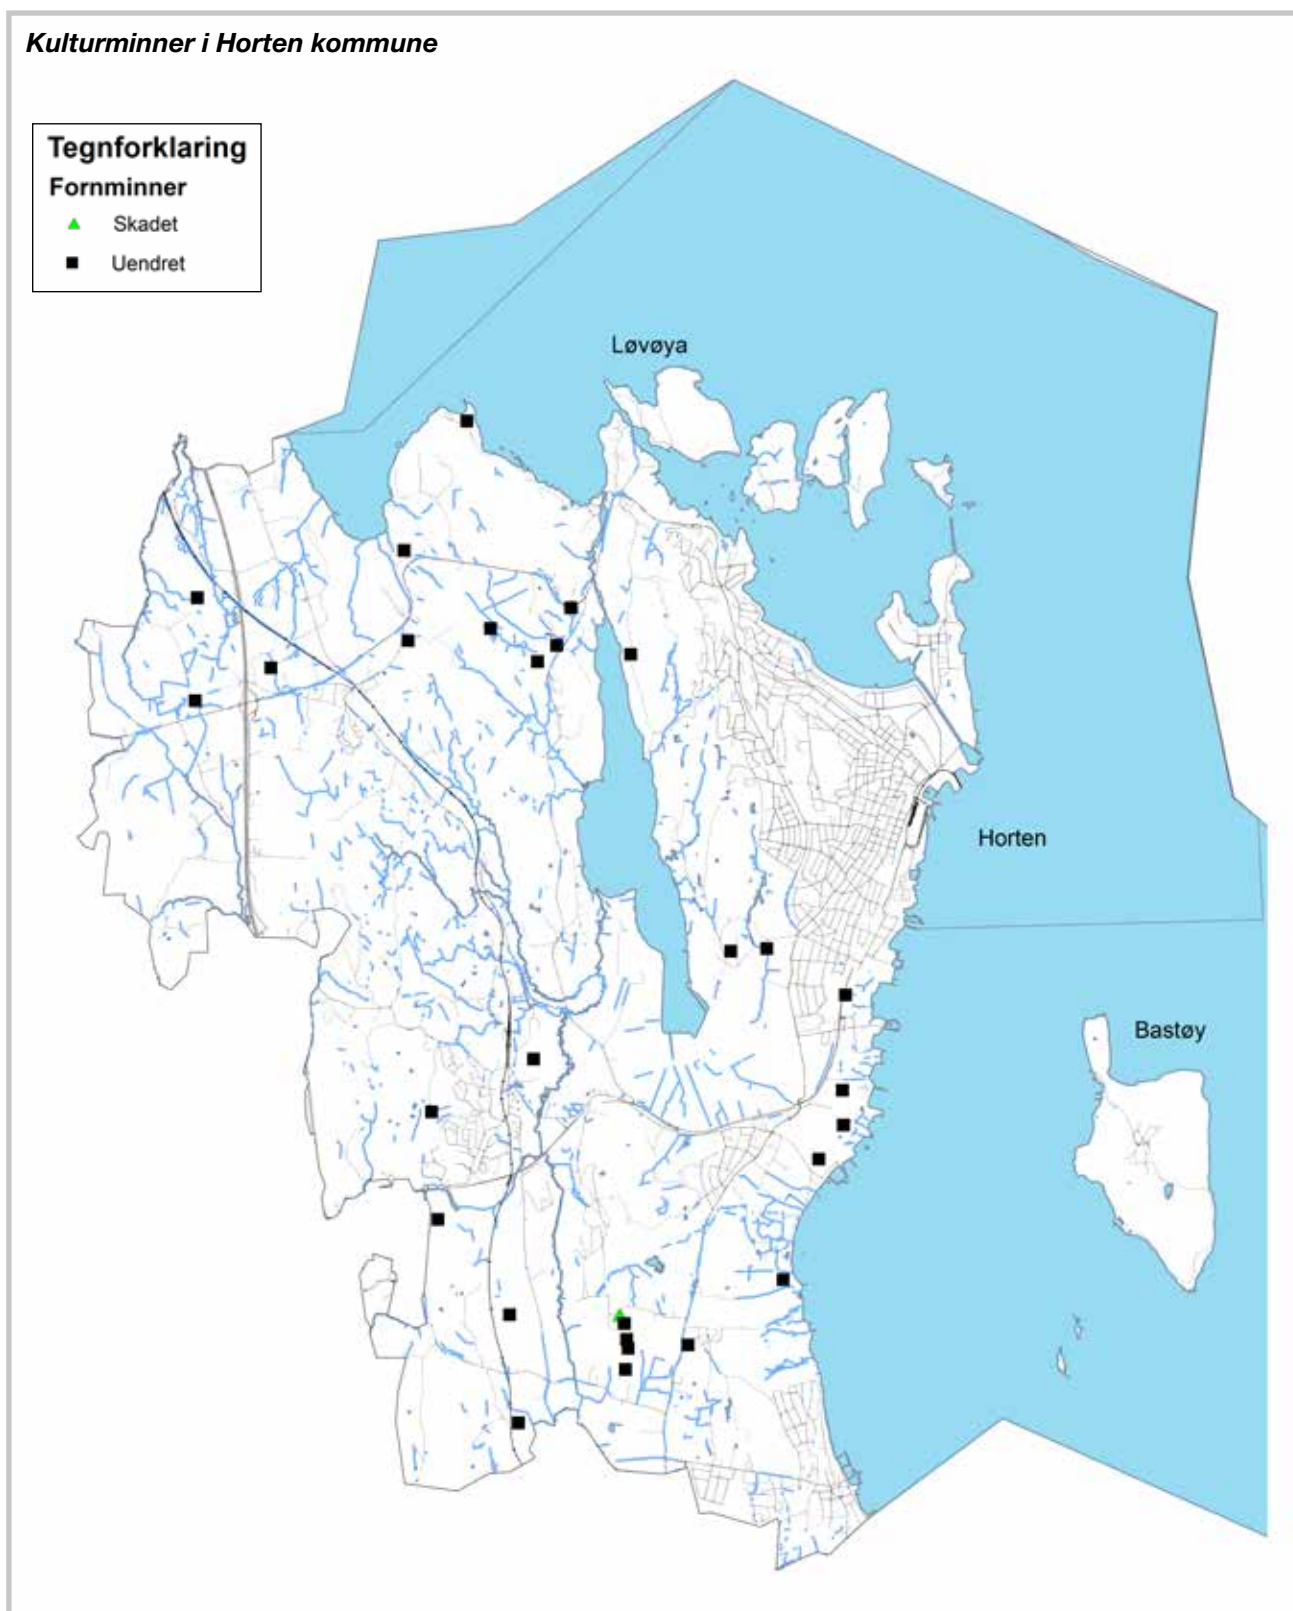 Kulturminner i Horten kommune
Tegnforklaring
Fornminner
Skadet
Uendret
Løvøya
Horten
Bastøy